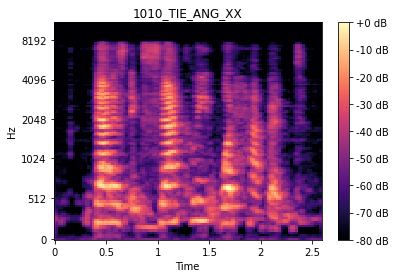 1010_TIE_ANG_XX
8192
4096
2048
1024
512
0
Hz
0
0.5
1
1.5
2
2.5
Time
+0 dB
-10 dB
-20 dB
-30 dB
-40 dB
-50 dB
-60 dB
-70 dB
-80 dB